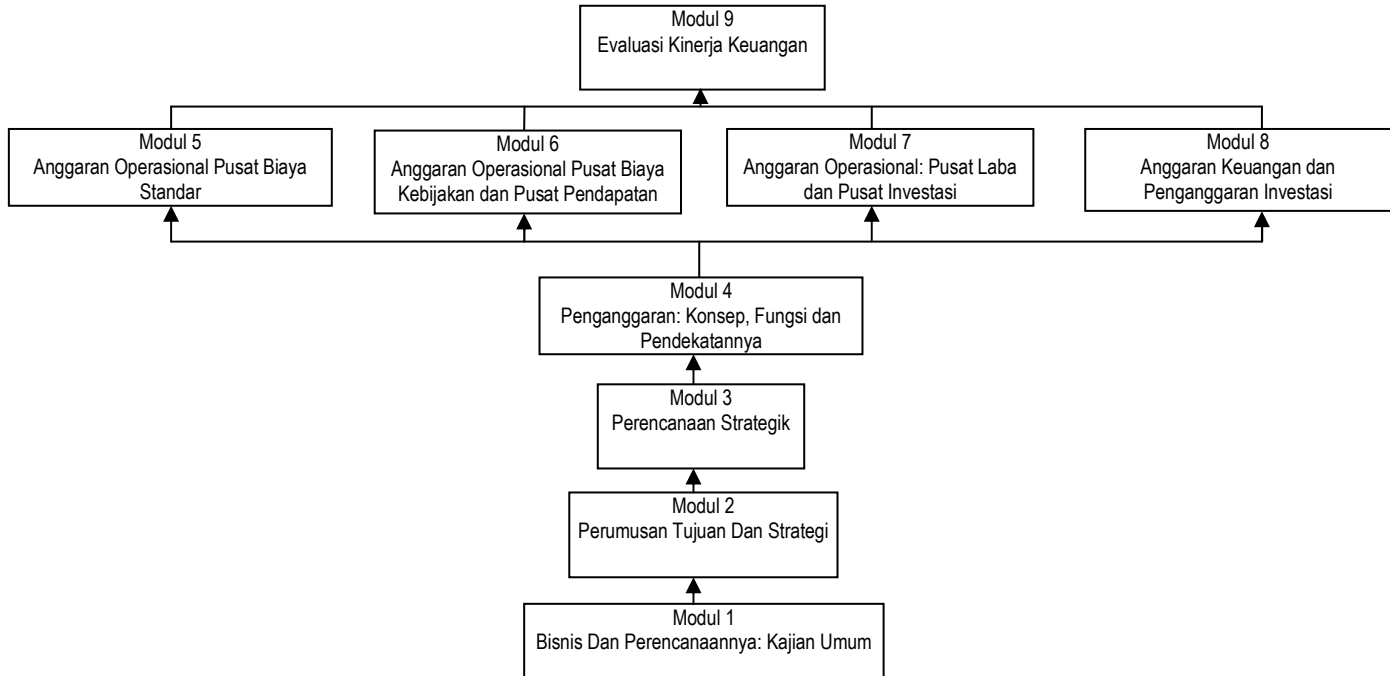 Modul 9
Evaluasi Kinerja Keuangan
Modul 5
Anggaran Operasional Pusat Biaya
Standar
Modul 6
Anggaran Operasional Pusat Biaya
Kebijakan dan Pusat Pendapatan
Modul 7
Anggaran Operasional: Pusat Laba
dan Pusat Investasi
Modul 8
Anggaran Keuangan dan
Penganggaran Investasi
Modul 4
Penganggaran: Konsep, Fungsi dan
Pendekatannya
Modul 3
Perencanaan Strategik
Modul 2
Perumusan Tujuan Dan Strategi
Modul 1
Bisnis Dan Perencanaannya: Kajian Umum